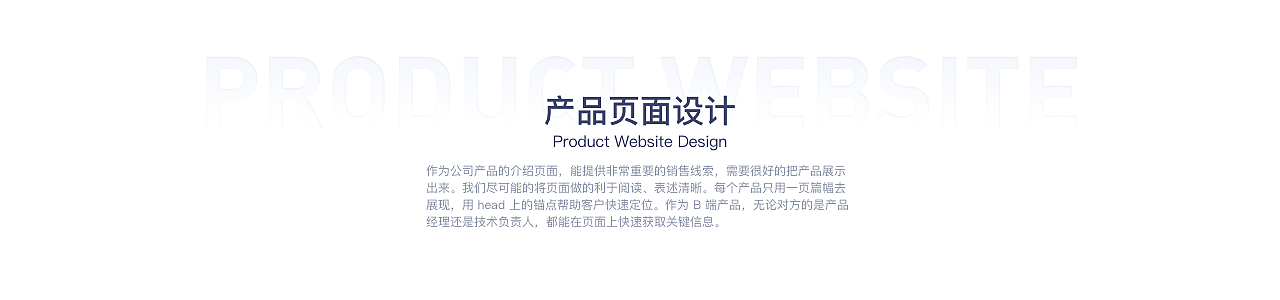 PRODUCT WEBSITE
产品页面设计
Product Website Design
作为公司产品的介绍页面，能提供非常重要的销售线索，需要很好的把产品展示
出来。我们尽可能的将页面做的利于阅读、表述清晰。每个产品只用一页篇幅去
展现，用 head 上的锚点帮助客户快速定位。作为 B 端产品，无论对方的是产品
经理还是技术负责人，都能在页面上快速获取关键信息。